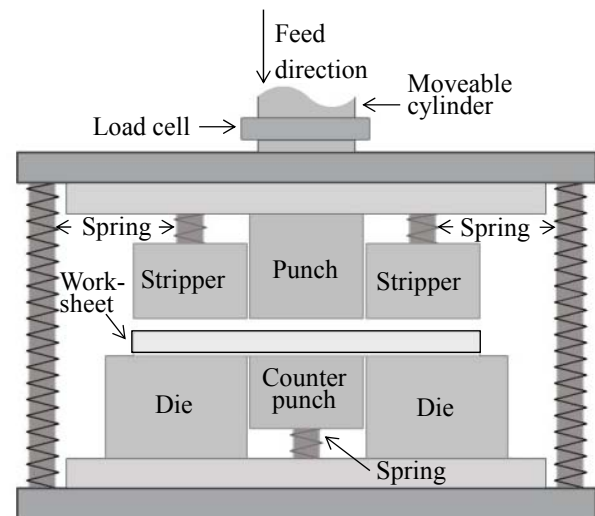 Feed
direction
Moveable
cylinder
Load cell
Spring
Spring
Stripper
Punch
Stripper
Work-
sheet
Die
Counter
punch
Die
Spring